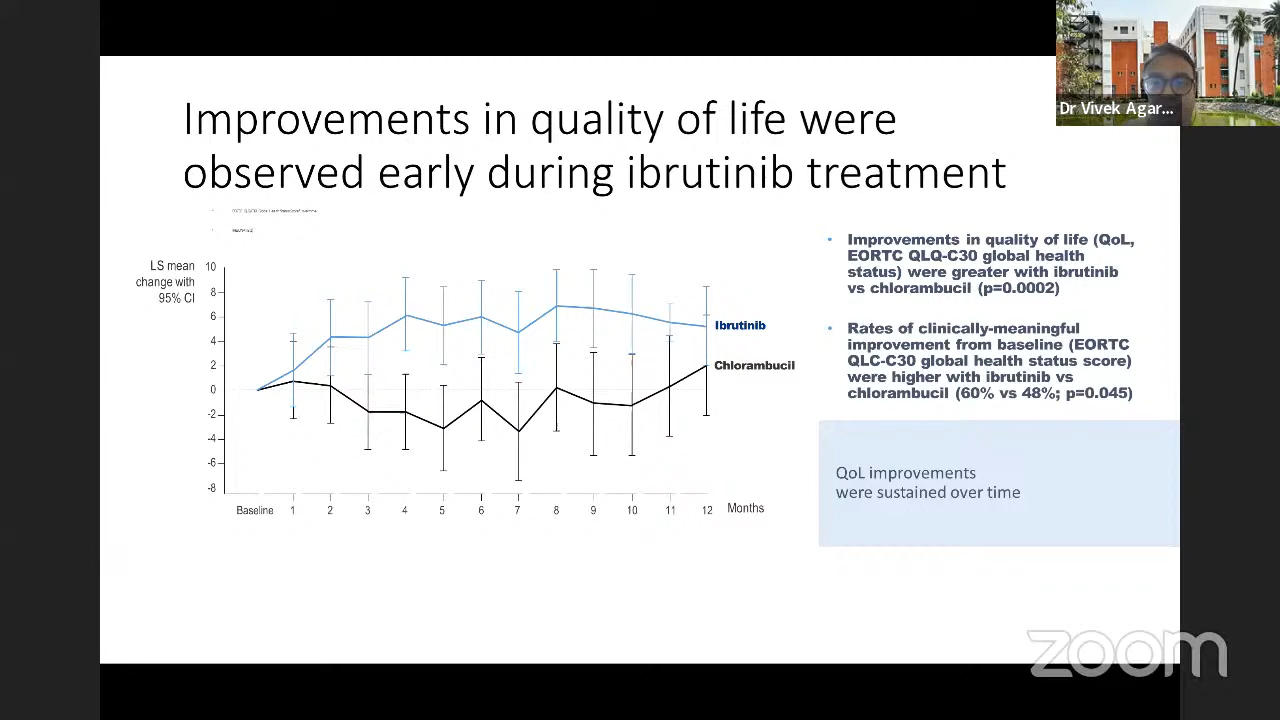 Dr Vivek Agar...
Improvements in quality of life were
observed early during ibrutinib treatment
LS mean
change with
95% CI
10
8
6
4
2
0
-2
-4
-6
-8
Baseline 1 2 3 4 5 6 7 8 9 10 11 12 Months
Ibrutinib
Chlorambucil
• Improvements in quality of life (QoL,
EORTC QLQ-C30 global health
status) were greater with ibrutinib
vs chlorambucil (p=0.0002)
• Rates of clinically-meaningful
improvement from baseline (EORTC
QLC-C30 global health status score)
were higher with ibrutinib vs
chlorambucil (60% vs 48%; p=0.045)
QoL improvements
were sustained over time
zoom